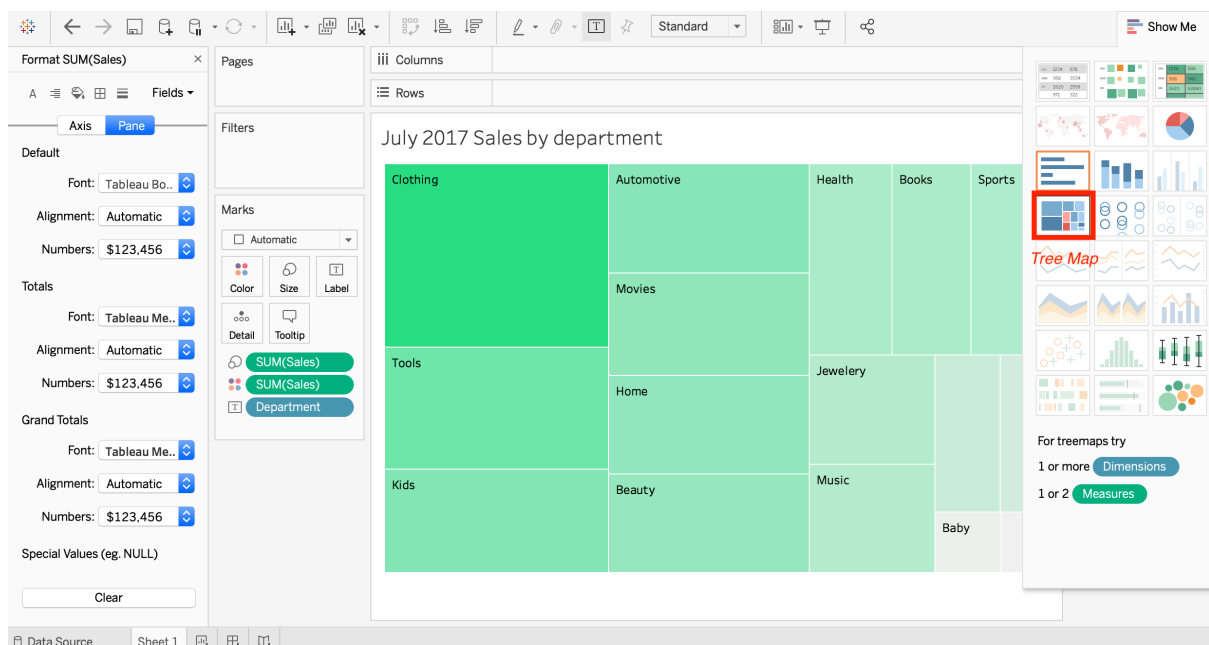 Standard
Show Me
Format SUM(Sales) ×
Fields
Axis Pane
Default
Font: Tableau Bo..
Alignment: Automatic
Numbers: $123,456
Totals
Font: Tableau Me..
Alignment: Automatic
Numbers: $123,456
Grand Totals
Font: Tableau Me..
Alignment: Automatic
Numbers: $123,456
Special Values (eg. NULL)
Clear
Pages
Filters
Marks
Automatic
Color Size Label
Detail Tooltip
SUM(Sales)
SUM(Sales)
Department
Columns
Rows
July 2017 Sales by department
Clothing
Tools
Kids
Automotive
Movies
Home
Beauty
Health
Books
Sports
Jewelery
Music
Baby
Tree Map
For treemaps try
1 or more Dimensions
1 or 2 Measures
Data Source
Sheet 1